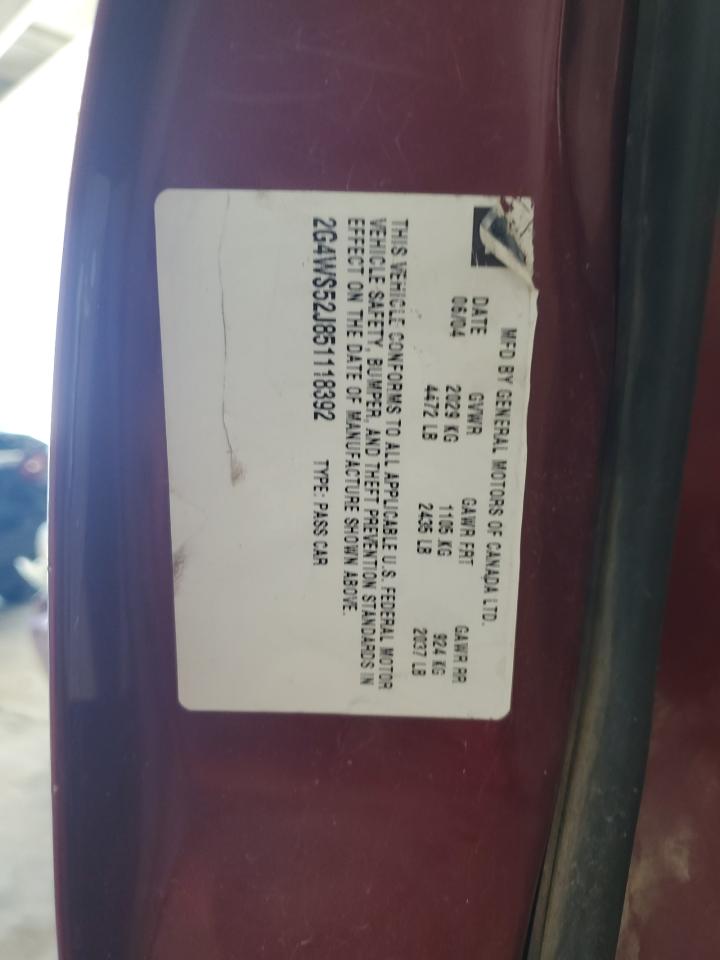 MFD BY GENERAL MOTORS OF CANADA LTD.
DATE GVWR GAWR FRT GAWR RR
06/04 2029 KG 1105 KG 924 KG
4472 LB 2436 LB 2037 LB
THIS VEHICLE CONFORMS TO ALL APPLICABLE U.S. FEDERAL MOTOR
VEHICLE SAFETY, BUMPER, AND THEFT PREVENTION STANDARDS IN
EFFECT ON THE DATE OF MANUFACTURE SHOWN ABOVE.
2G4WS52J851118392 TYPE: PASS CAR